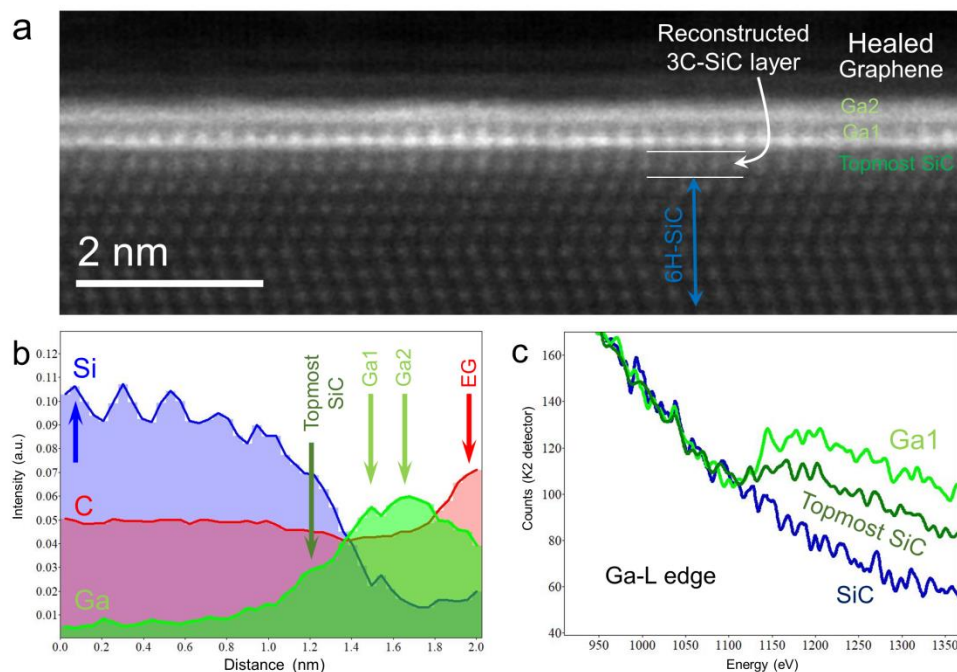 a
Reconstructed
3C-SiC layer
Healed
Graphene
Ga2
Ga1
Topmost SiC
6H-SiC
2 nm
b
0.12
0.11
0.10
0.09
0.08
0.07
0.06
0.05
0.04
0.03
0.02
0.01
Intensity (a.u.)
Si
C
Ga
Topmost
SiC
Ga1
Ga2
EG
0.0
0.2
0.4
0.6
0.8
1.0
1.2
1.4
1.6
1.8
2.0
Distance (nm)
c
160
140
120
100
80
60
40
Counts (K2 detector)
Ga1
Topmost SiC
SiC
Ga-L edge
950
1000
1050
1100
1150
1200
1250
1300
1350
Energy (eV)